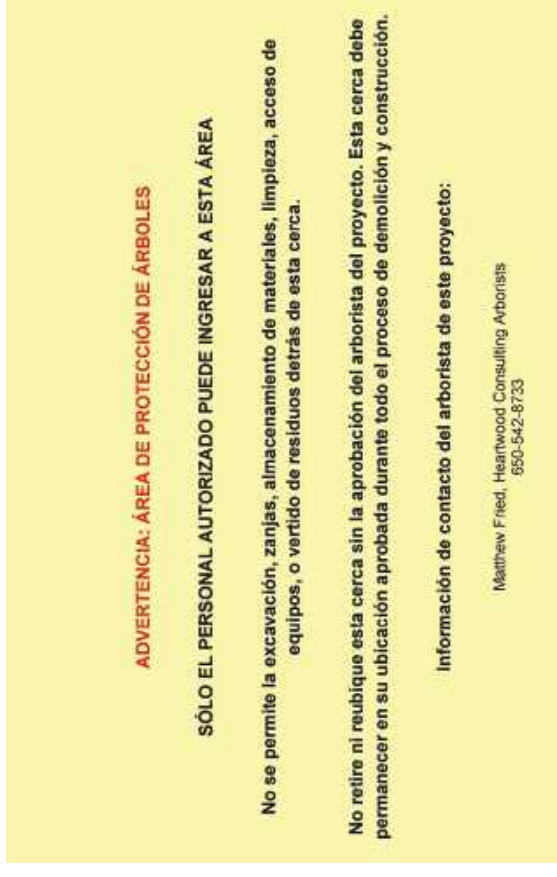 ADVERTENCIA: ÁREA DE PROTECCIÓN DE ÁRBOLES
SÓLO EL PERSONAL AUTORIZADO PUEDE INGRESAR A ESTA ÁREA
No se permite la excavación, zanjas, almacenamiento de materiales, limpieza, acceso de
equipos, o vertido de residuos detrás de esta cerca.
No retire ni reubique esta cerca sin la aprobación del arborista del proyecto. Esta cerca debe
permanecer en su ubicación aprobada durante todo el proceso de demolición y construcción.
Información de contacto del arborista de este proyecto:
Matthew Fried, Heartwood Consulting Arborists
650-542-8733